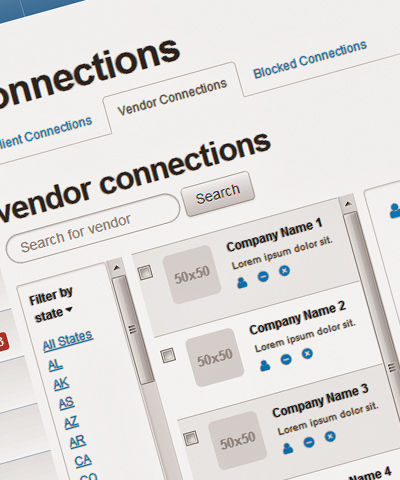 onnections
lient Connections
Vendor Connections
Blocked Connections
vendor connections
Search for vendor
Search
Filter by
state
All States
AL
AK
AS
AZ
AR
CA
CO
50x50
Company Name 1
Lorem ipsum dolor sit.
50x50
Company Name 2
Lorem ipsum dolor sit.
50x50
Company Name 3
Lorem ipsum dolor sit.
Company Name 4